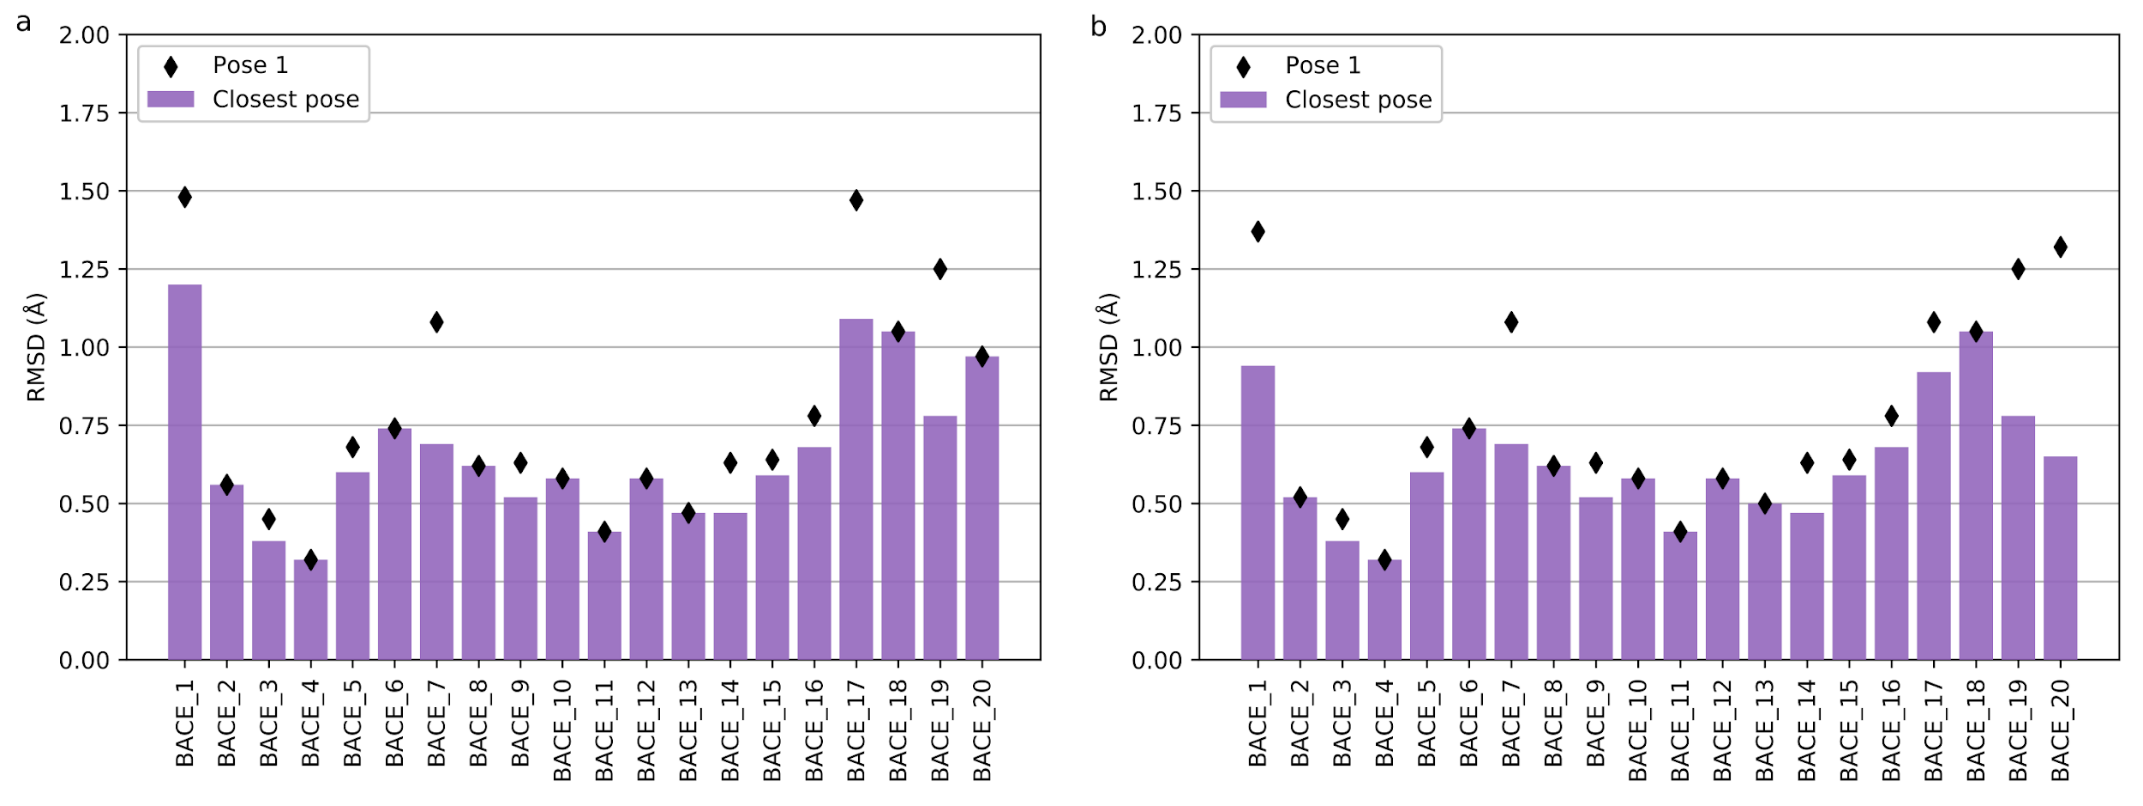 a
2.00
1.75
1.50
1.25
1.00
0.75
0.50
0.25
0.00
RMSD (Å)
Pose 1
Closest pose
BACE_1
BACE_2
BACE_3
BACE_4
BACE_5
BACE_6
BACE_7
BACE_8
BACE_9
BACE_10
BACE_11
BACE_12
BACE_13
BACE_14
BACE_15
BACE_16
BACE_17
BACE_18
BACE_19
BACE_20
b
2.00
1.75
1.50
1.25
1.00
0.75
0.50
0.25
0.00
RMSD (Å)
Pose 1
Closest pose
BACE_1
BACE_2
BACE_3
BACE_4
BACE_5
BACE_6
BACE_7
BACE_8
BACE_9
BACE_10
BACE_11
BACE_12
BACE_13
BACE_14
BACE_15
BACE_16
BACE_17
BACE_18
BACE_19
BACE_20